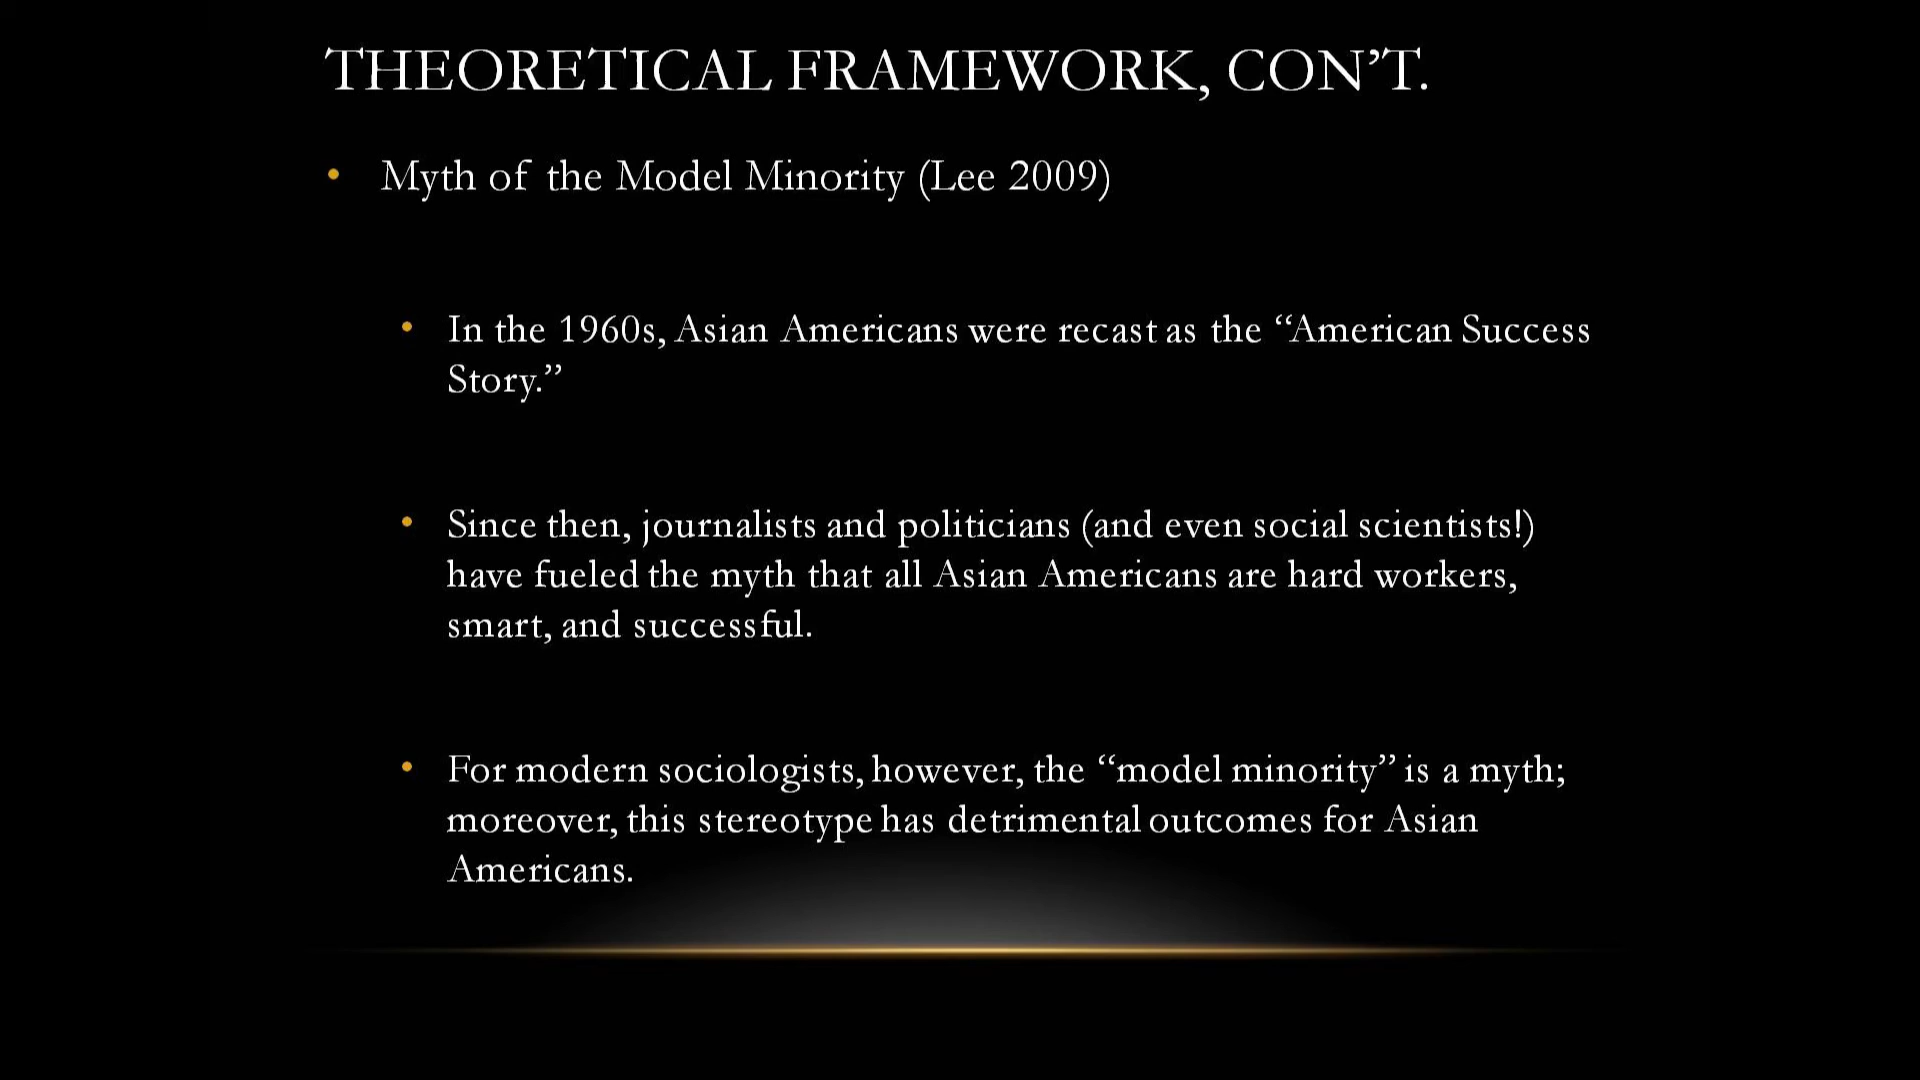 THEORETICAL FRAMEWORK, CON’T.
• Myth of the Model Minority (Lee 2009)
• In the 1960s, Asian Americans were recast as the “American Success
Story.”
• Since then, journalists and politicians (and even social scientists!)
have fueled the myth that all Asian Americans are hard workers,
smart, and successful.
• For modern sociologists, however, the “model minority” is a myth;
moreover, this stereotype has detrimental outcomes for Asian
Americans.